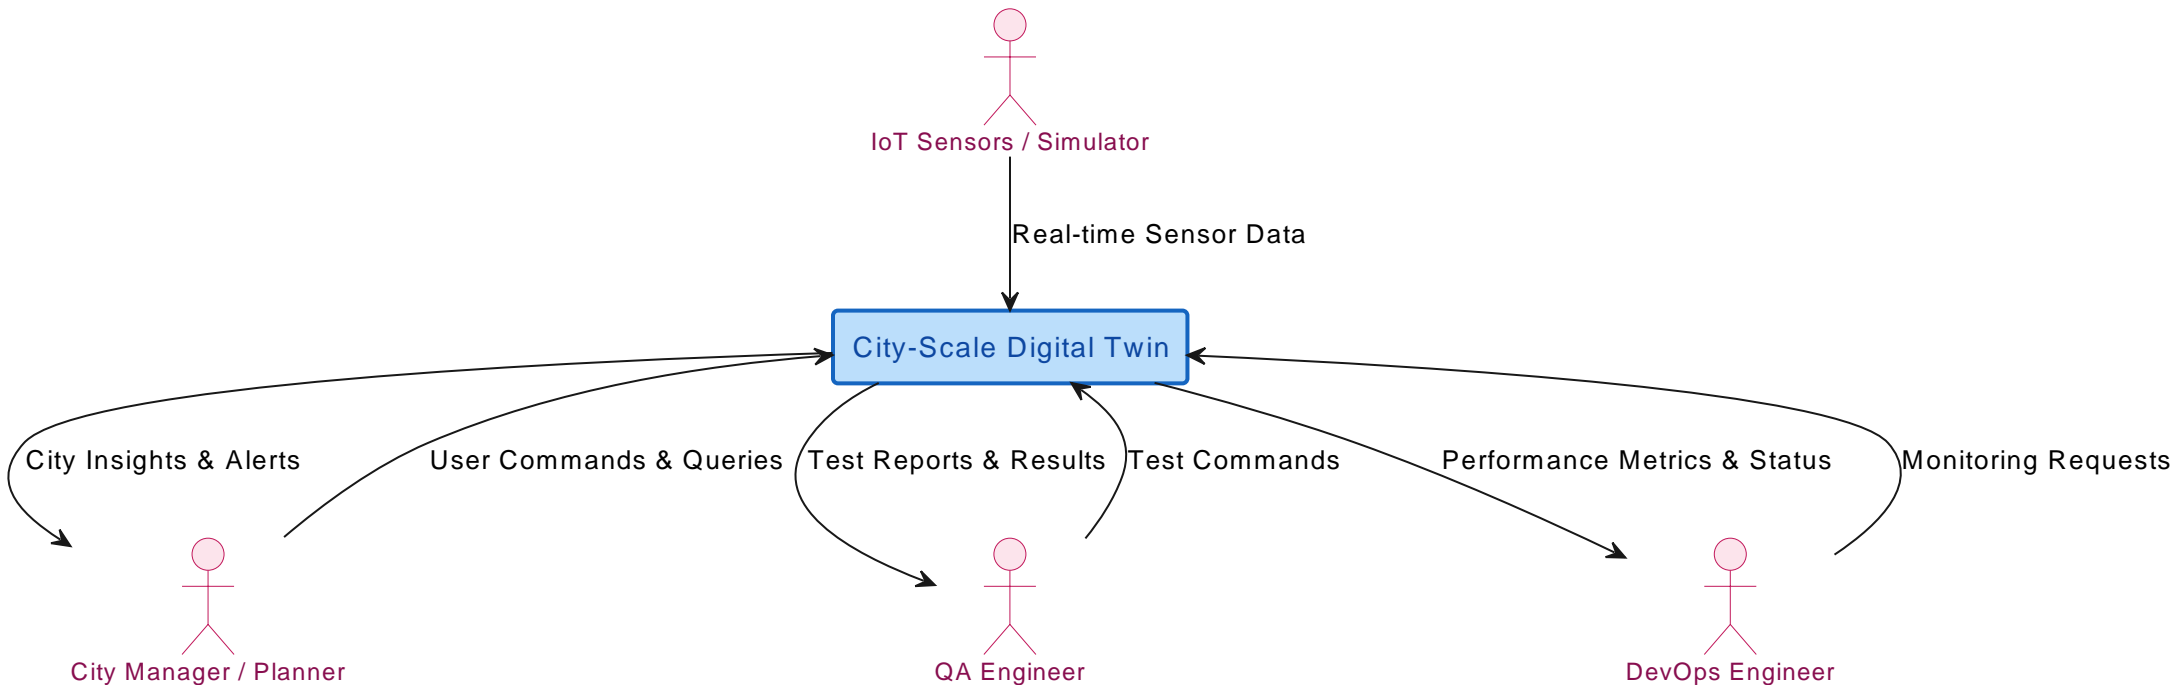 IoT Sensors / Simulator
Real-time Sensor Data
City-Scale Digital Twin
City Insights & Alerts
User Commands & Queries
Test Reports & Results
Test Commands
Performance Metrics & Status
Monitoring Requests
City Manager / Planner
QA Engineer
DevOps Engineer